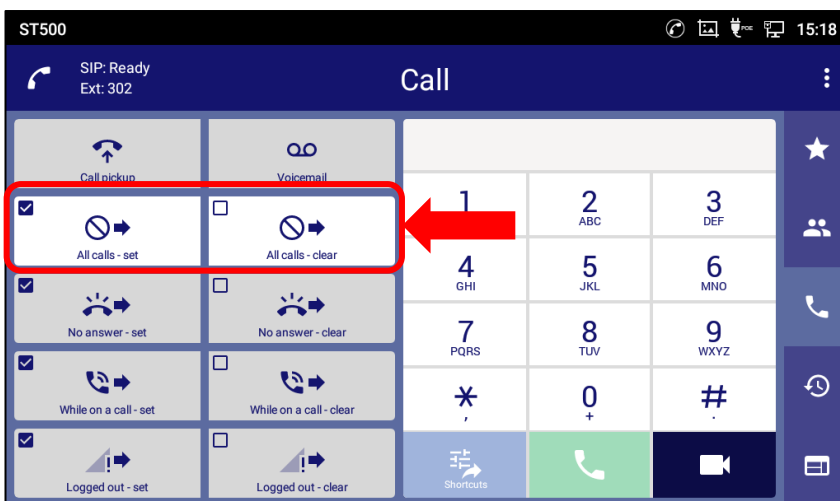 ST500
POE
15:18
SIP: Ready
Ext: 302
Call
Call pickup
Voicemail
All calls - set
All calls - clear
No answer - set
No answer - clear
While on a call - set
While on a call - clear
Logged out - set
Logged out - clear
1
2
ABC
3
DEF
4
GHI
5
JKL
6
MNO
7
PQRS
8
TUV
9
WXYZ
*
,
0
+
#
.
Shortcuts